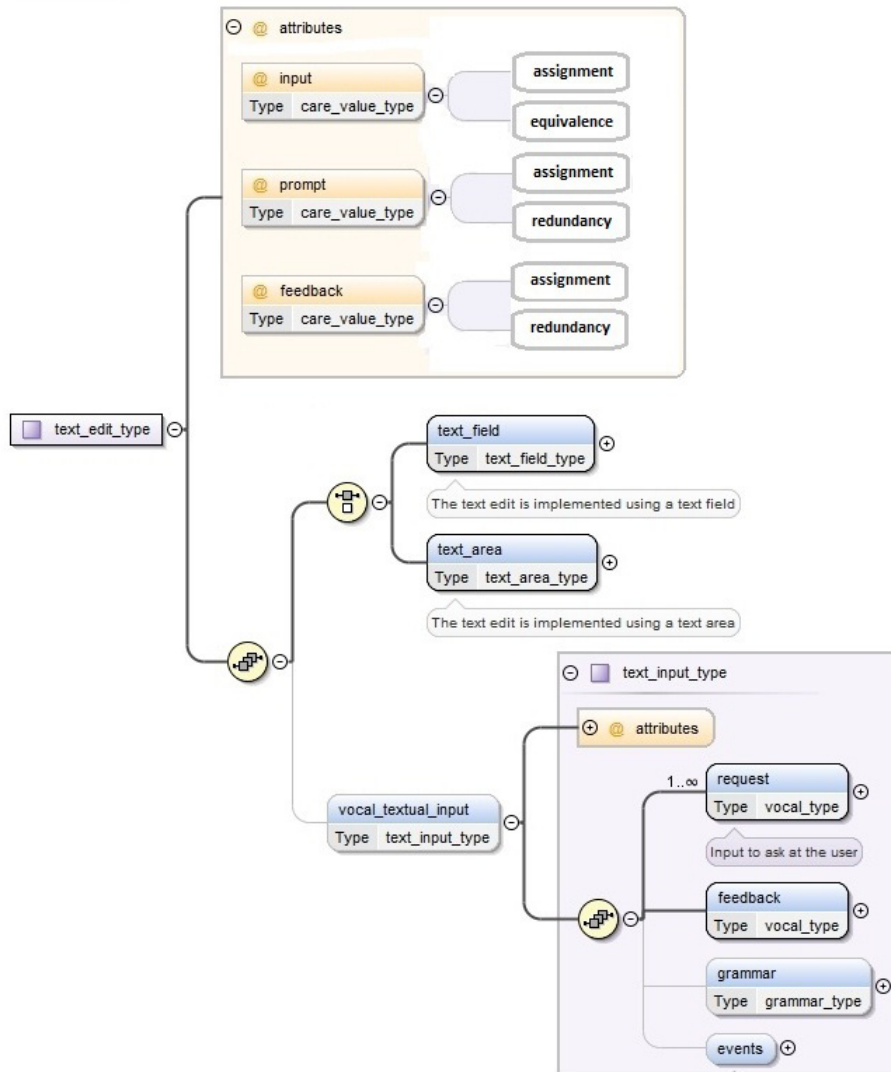 @ attributes
@ input
Type care_value_type
assignment
equivalence
@ prompt
Type care_value_type
assignment
redundancy
@ feedback
Type care_value_type
assignment
redundancy
text_edit_type
text_field
Type text_field_type
The text edit is implemented using a text field
text_area
Type text_area_type
The text edit is implemented using a text area
vocal_textual_input
Type text_input_type
text_input_type
@ attributes
1..∞
request
Type vocal_type
Input to ask at the user
feedback
Type vocal_type
grammar
Type grammar_type
events